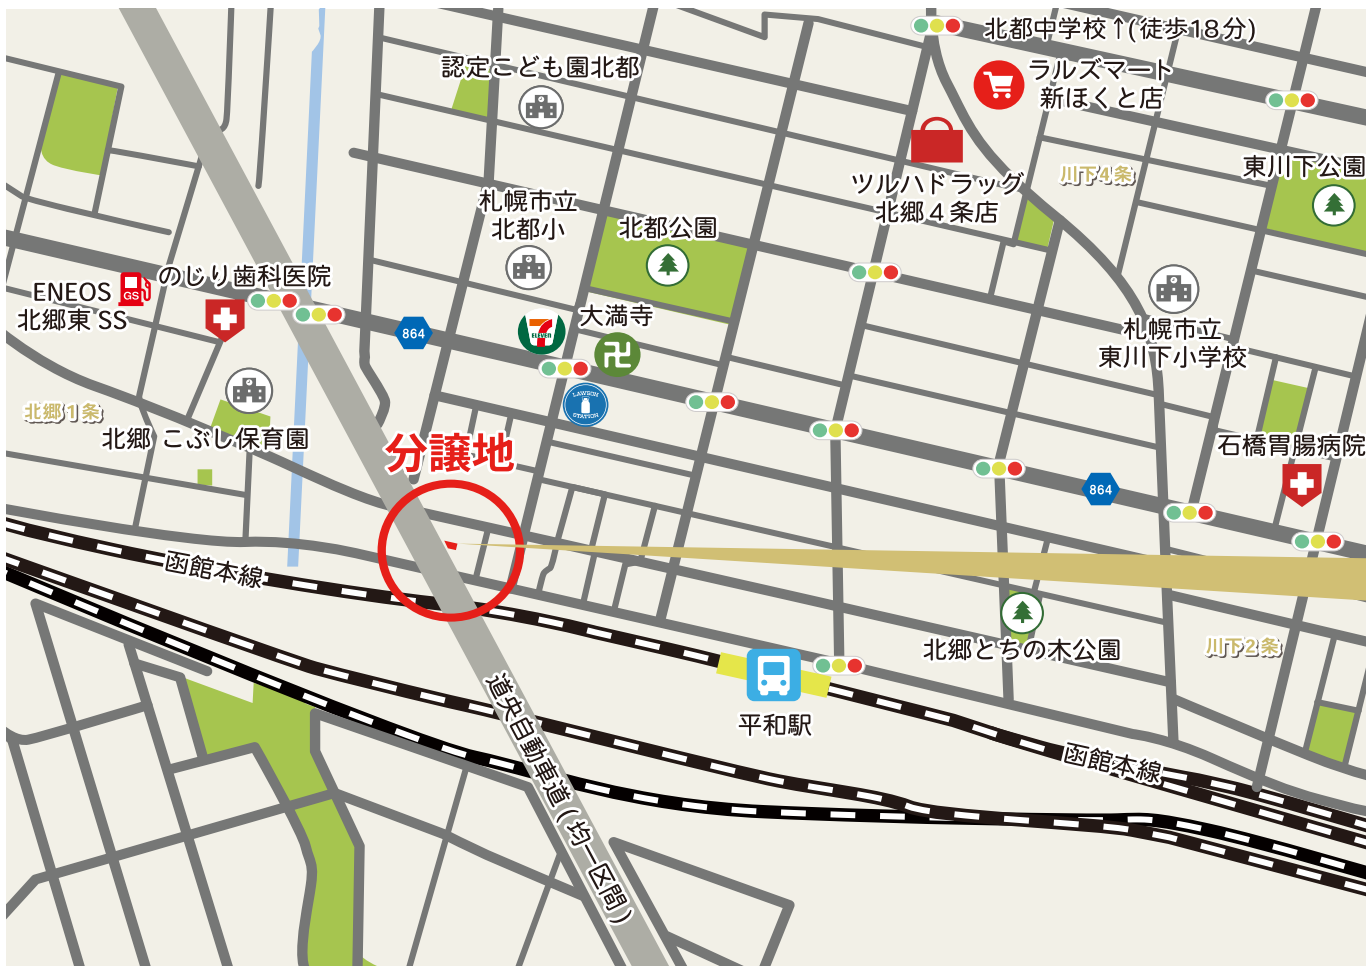 北都中学校↑(徒歩18分)
認定こども園北都
ラルズマート
新ほくと店
ツルハドラッグ
北郷4条店
川下4条
東川下公園
札幌市立
北都小
北都公園
のじり歯科医院
ENEOS
北郷東 SS
GS
864
ELEVEN
大満寺
LAWSON
STATION
札幌市立
東川下小学校
北郷1条
北郷 こぶし保育園
分譲地
石橋胃腸病院
864
函館本線
北郷とちの木公園
川下2条
平和駅
道央自動車道(均一区間)
函館本線